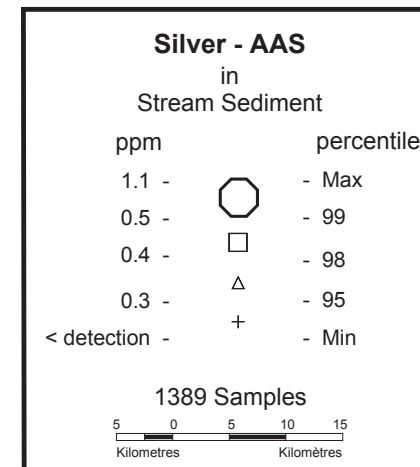 Silver - AAS
in
Stream Sediment
ppm percentile
1.1 - - Max
0.5 - - 99
0.4 - - 98
0.3 - - 95
< detection - - Min
1389 Samples
5 0 5 10 15
Kilometres Kilomètres